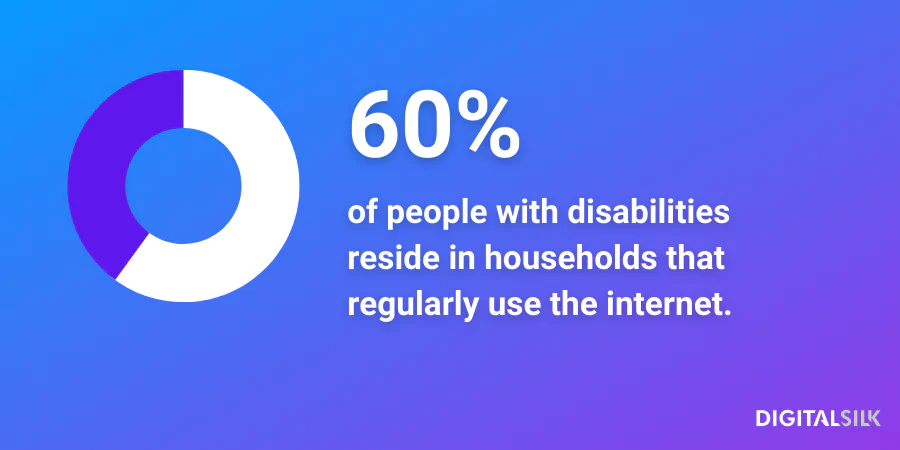 60%
of people with disabilities
reside in households that
regularly use the internet.
DIGITALSILK